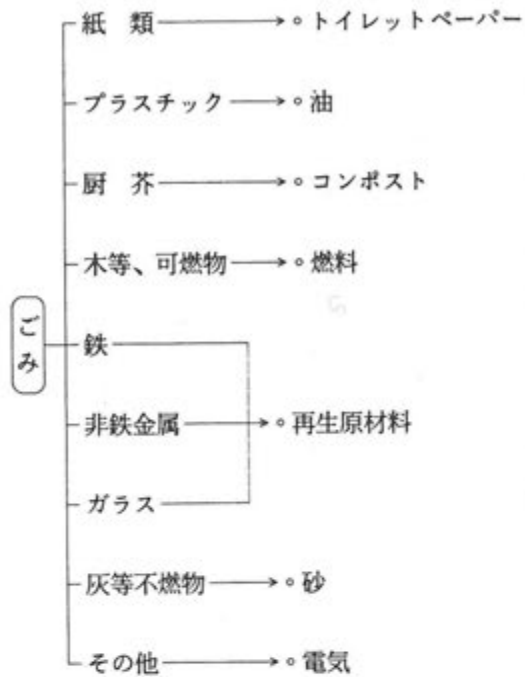 紙 類 → ◦ トイレットペーパー
プラスチック → ◦ 油
厨 芥 → ◦ コンポスト
木等、可燃物 → ◦ 燃料
ごみ
鉄
非鉄金属 → ◦ 再生原材料
ガラス
灰等不燃物 → ◦ 砂
その他 → ◦ 電気